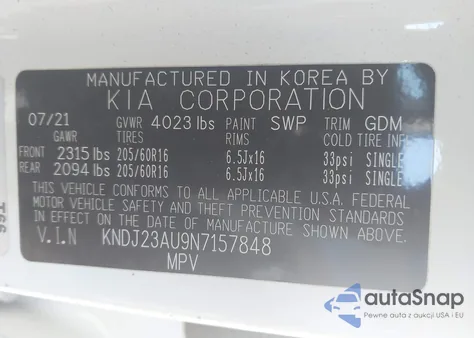 MANUFACTURED IN KOREA BY
KIA CORPORATION
07/21 GVWR 4023 lbs PAINT SWP TRIM GDM
GAWR TIRES RIMS COLD TIRE INFL
FRONT 2315 lbs 205/60R16 6.5Jx16 33psi SINGLE
REAR 2094 lbs 205/60R16 6.5Jx16 33psi SINGLE
THIS VEHICLE CONFORMS TO ALL APPLICABLE U.S.A. FEDERAL
MOTOR VEHICLE SAFETY AND THEFT PREVENTION STANDARDS
IN EFFECT ON THE DATE OF MANUFACTURE SHOWN ABOVE.
V.I.N KNDJ23AU9N7157848
MPV
autoSnap
Pewne auta z aukcji w USA i EU